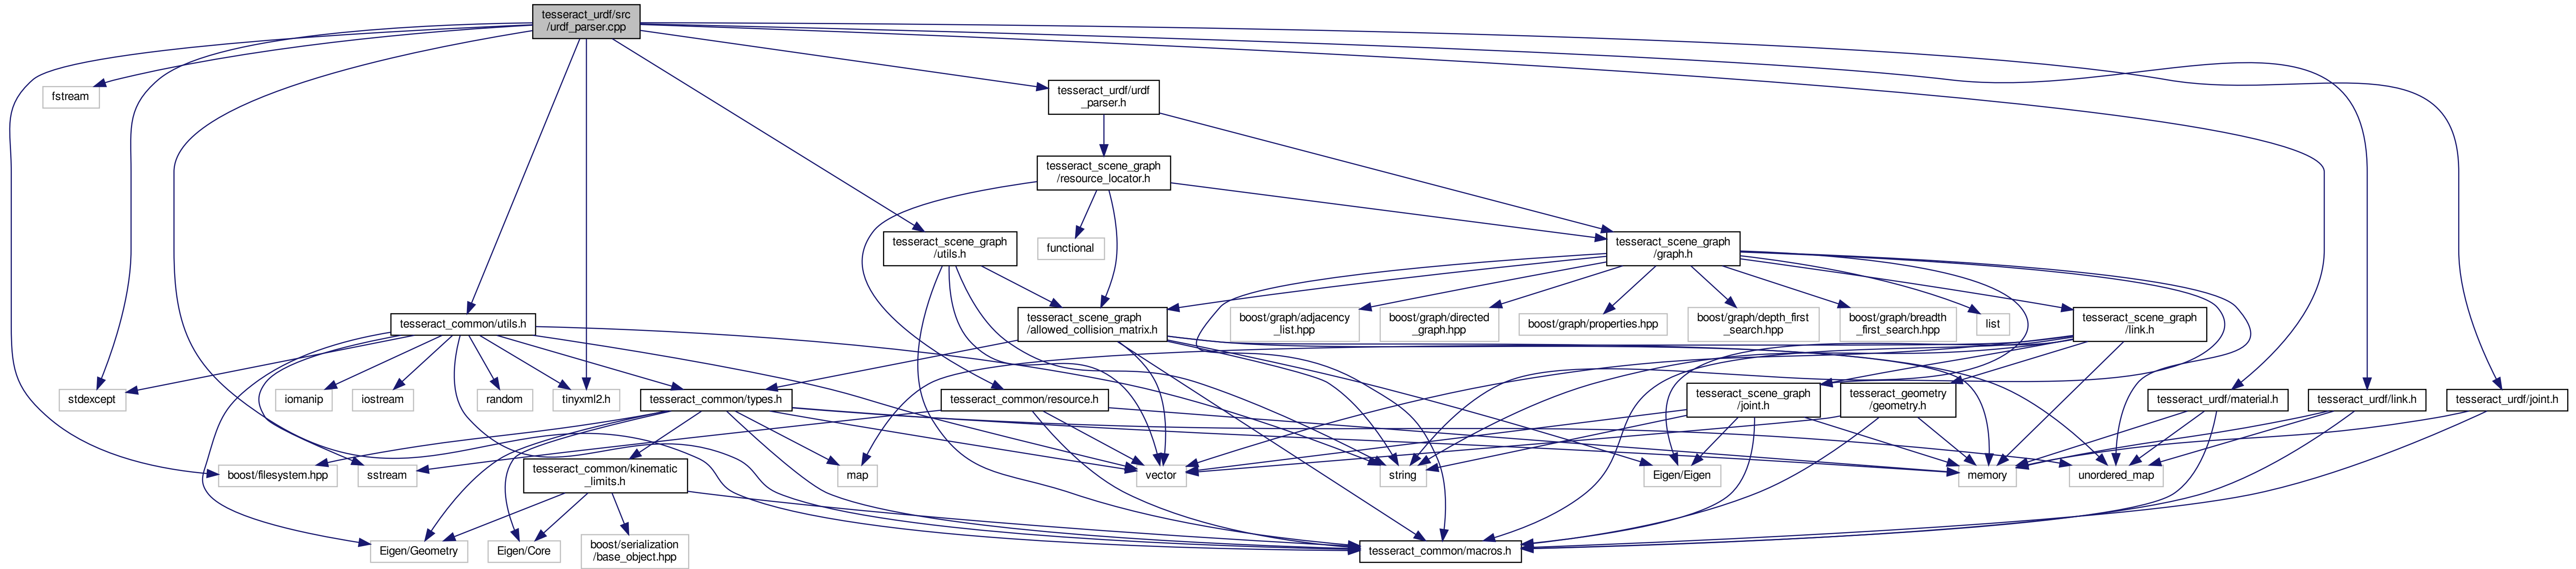 tesseract_urdf/src
/urdf_parser.cpp
fstream
tesseract_urdf/urdf
_parser.h
tesseract_scene_graph
/resource_locator.h
tesseract_scene_graph
/utils.h
functional
tesseract_scene_graph
/graph.h
tesseract_common/utils.h
tesseract_scene_graph
/allowed_collision_matrix.h
boost/graph/adjacency
_list.hpp
boost/graph/directed
_graph.hpp
boost/graph/properties.hpp
boost/graph/depth_first
_search.hpp
boost/graph/breadth
_first_search.hpp
list
tesseract_scene_graph
/link.h
stdexcept
iomanip
iostream
random
tinyxml2.h
tesseract_common/types.h
tesseract_common/resource.h
tesseract_scene_graph
/joint.h
tesseract_geometry
/geometry.h
tesseract_urdf/material.h
tesseract_urdf/link.h
tesseract_urdf/joint.h
boost/filesystem.hpp
sstream
tesseract_common/kinematic
_limits.h
map
vector
string
Eigen/Eigen
memory
unordered_map
Eigen/Geometry
Eigen/Core
boost/serialization
/base_object.hpp
tesseract_common/macros.h